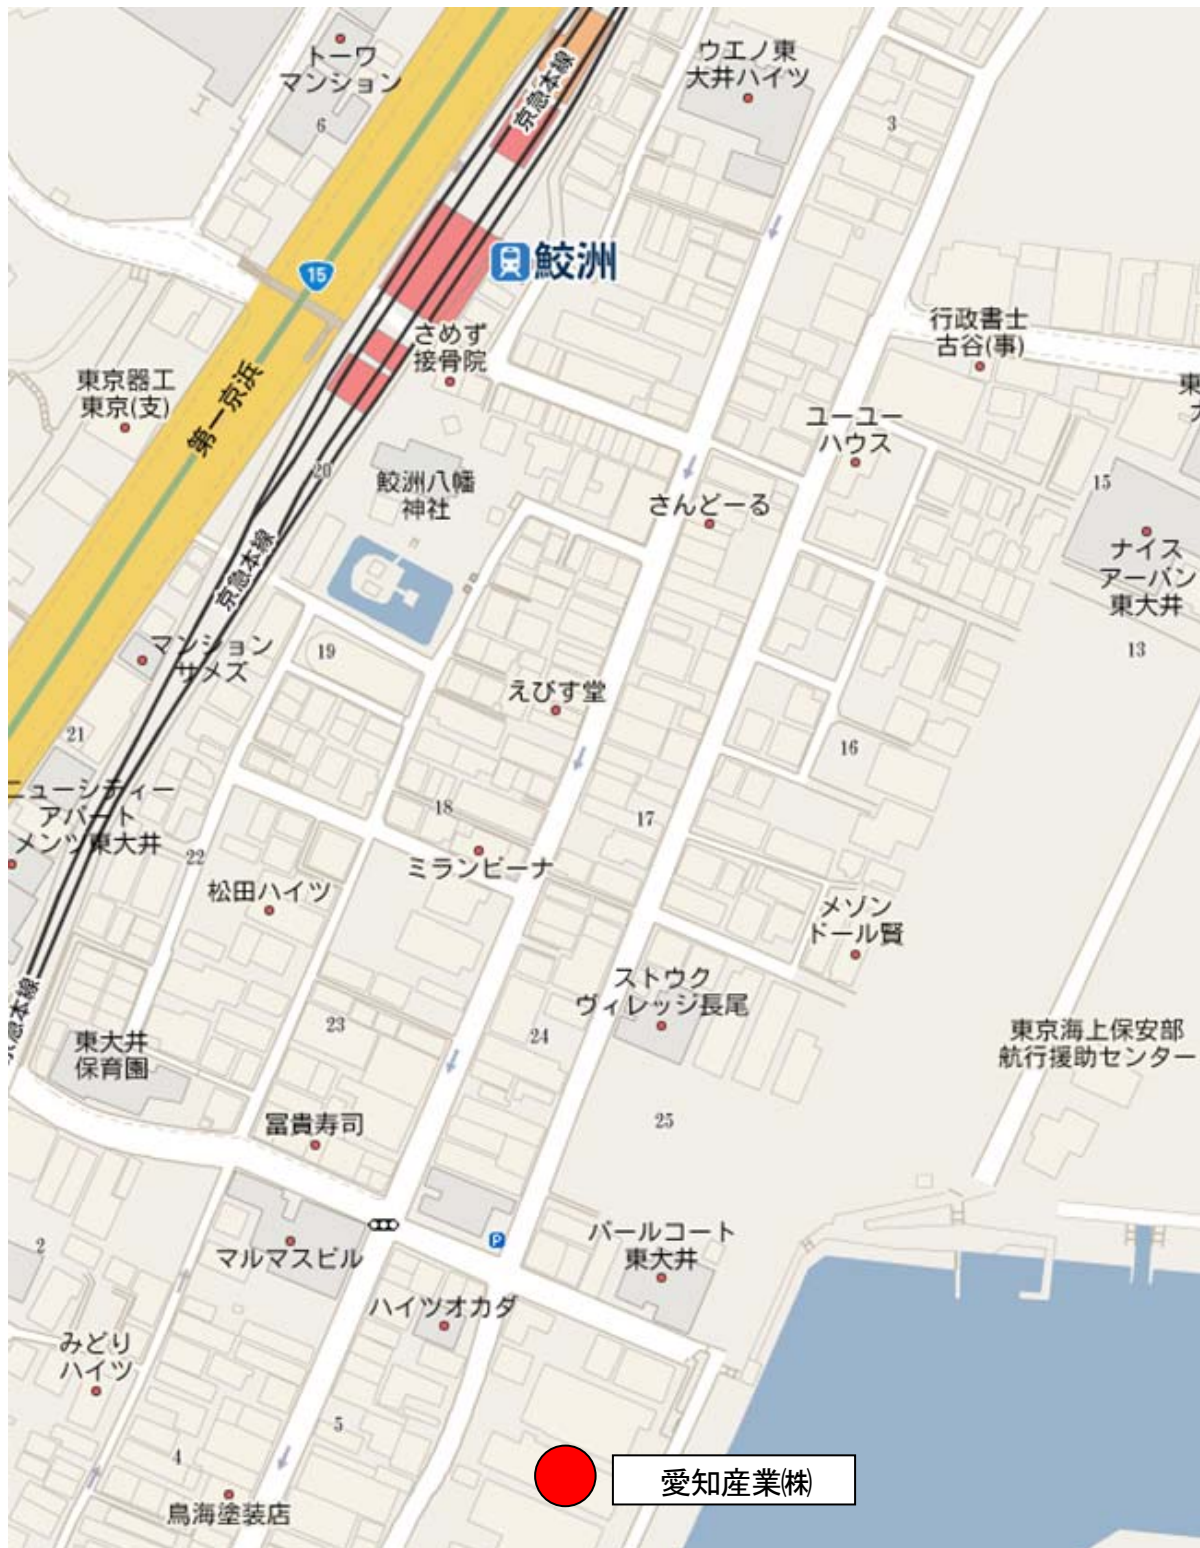 トーワ
マンション
6
京急本線
ウエノ東
大井ハイツ
3
15
鮫洲
さめず
接骨院
行政書士
古谷(事)
東京器工
東京(支)
第一京浜
ユーユー
ハウス
東
20
鮫洲八幡
神社
さんどーる
15
ナイス
アーバン
東大井
京急本線
マンション
サメズ
19
えびす堂
13
21
16
ニューシティー
アパート
メンツ東大井
18
17
ミランビーナ
22
松田ハイツ
メゾン
ドール賢
ストウク
ヴィレッジ長尾
京急本線
23
24
東大井
保育園
東京海上保安部
航行援助センター
冨貴寿司
25
P
マルマスビル
パールコート
東大井
2
ハイツオカダ
みどり
ハイツ
5
4
鳥海塗装店
愛知産業㈱